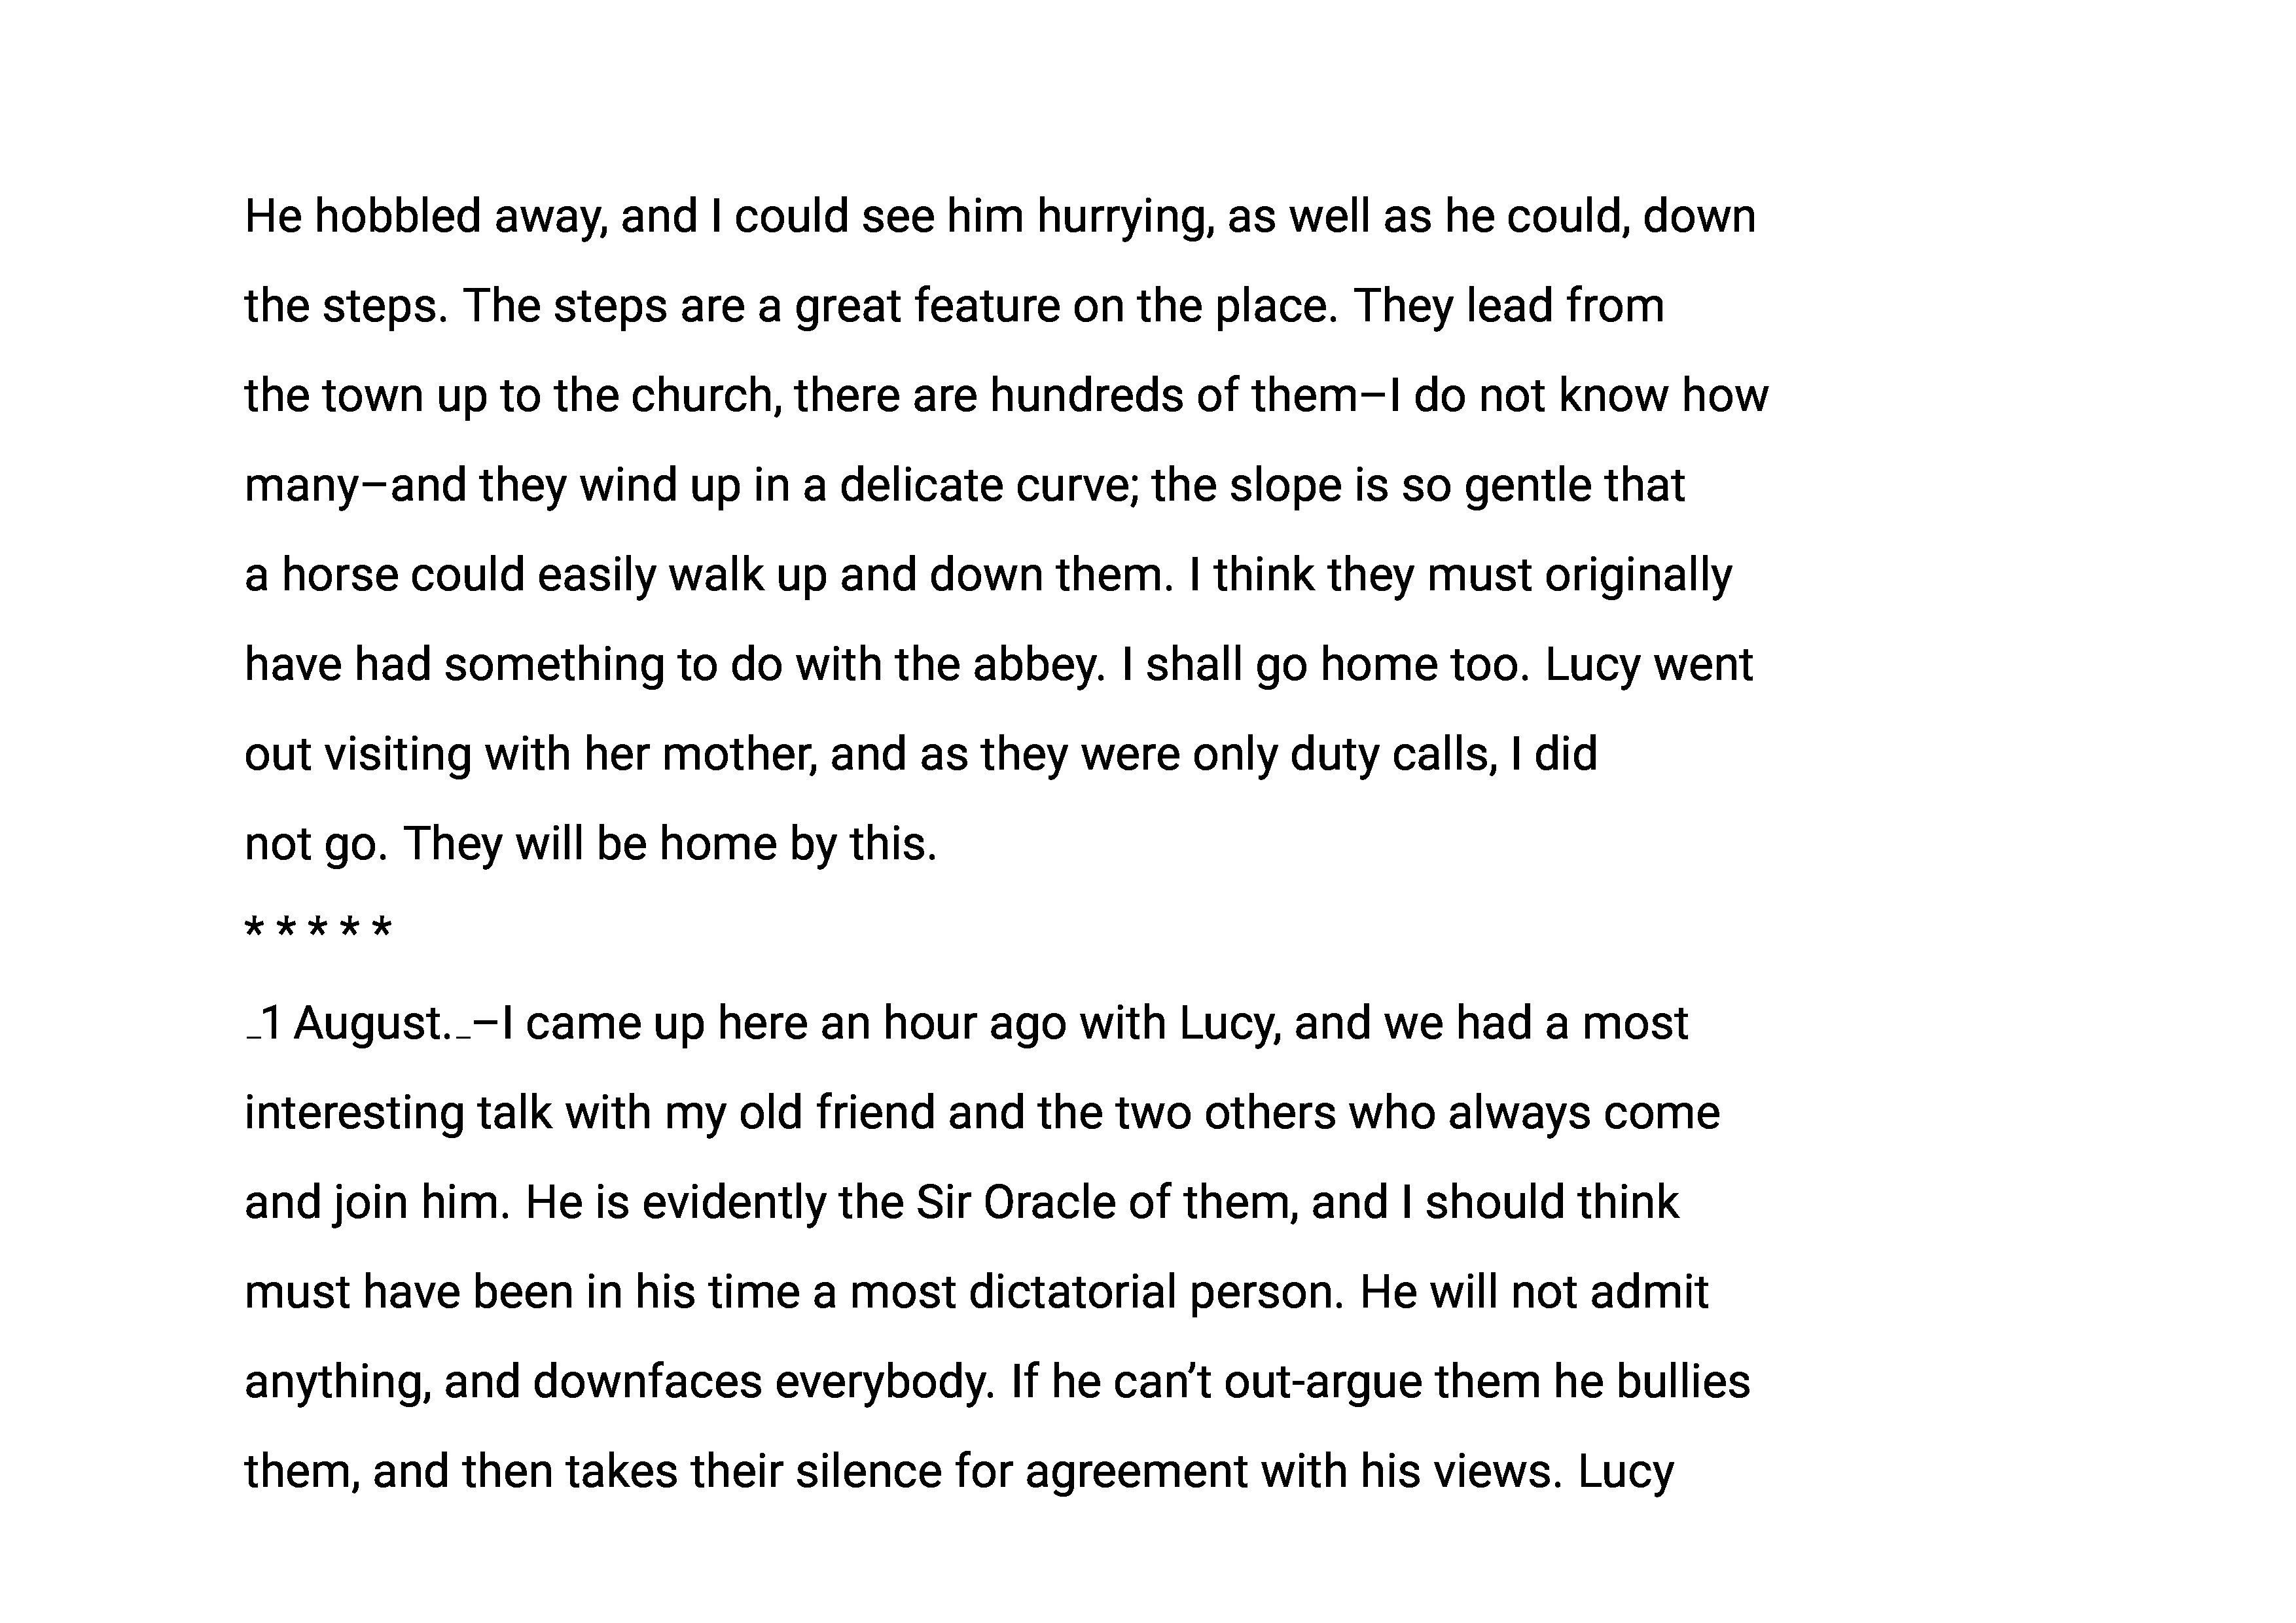 He hobbled away, and I could see him hurrying, as well as he could, down
the steps. The steps are a great feature on the place. They lead from
the town up to the church, there are hundreds of them–I do not know how
many–and they wind up in a delicate curve; the slope is so gentle that
a horse could easily walk up and down them. I think they must originally
have had something to do with the abbey. I shall go home too. Lucy went
out visiting with her mother, and as they were only duty calls, I did
not go. They will be home by this.
* * * * *
_1 August._–I came up here an hour ago with Lucy, and we had a most
interesting talk with my old friend and the two others who always come
and join him. He is evidently the Sir Oracle of them, and I should think
must have been in his time a most dictatorial person. He will not admit
anything, and downfaces everybody. If he can’t out-argue them he bullies
them, and then takes their silence for agreement with his views. Lucy